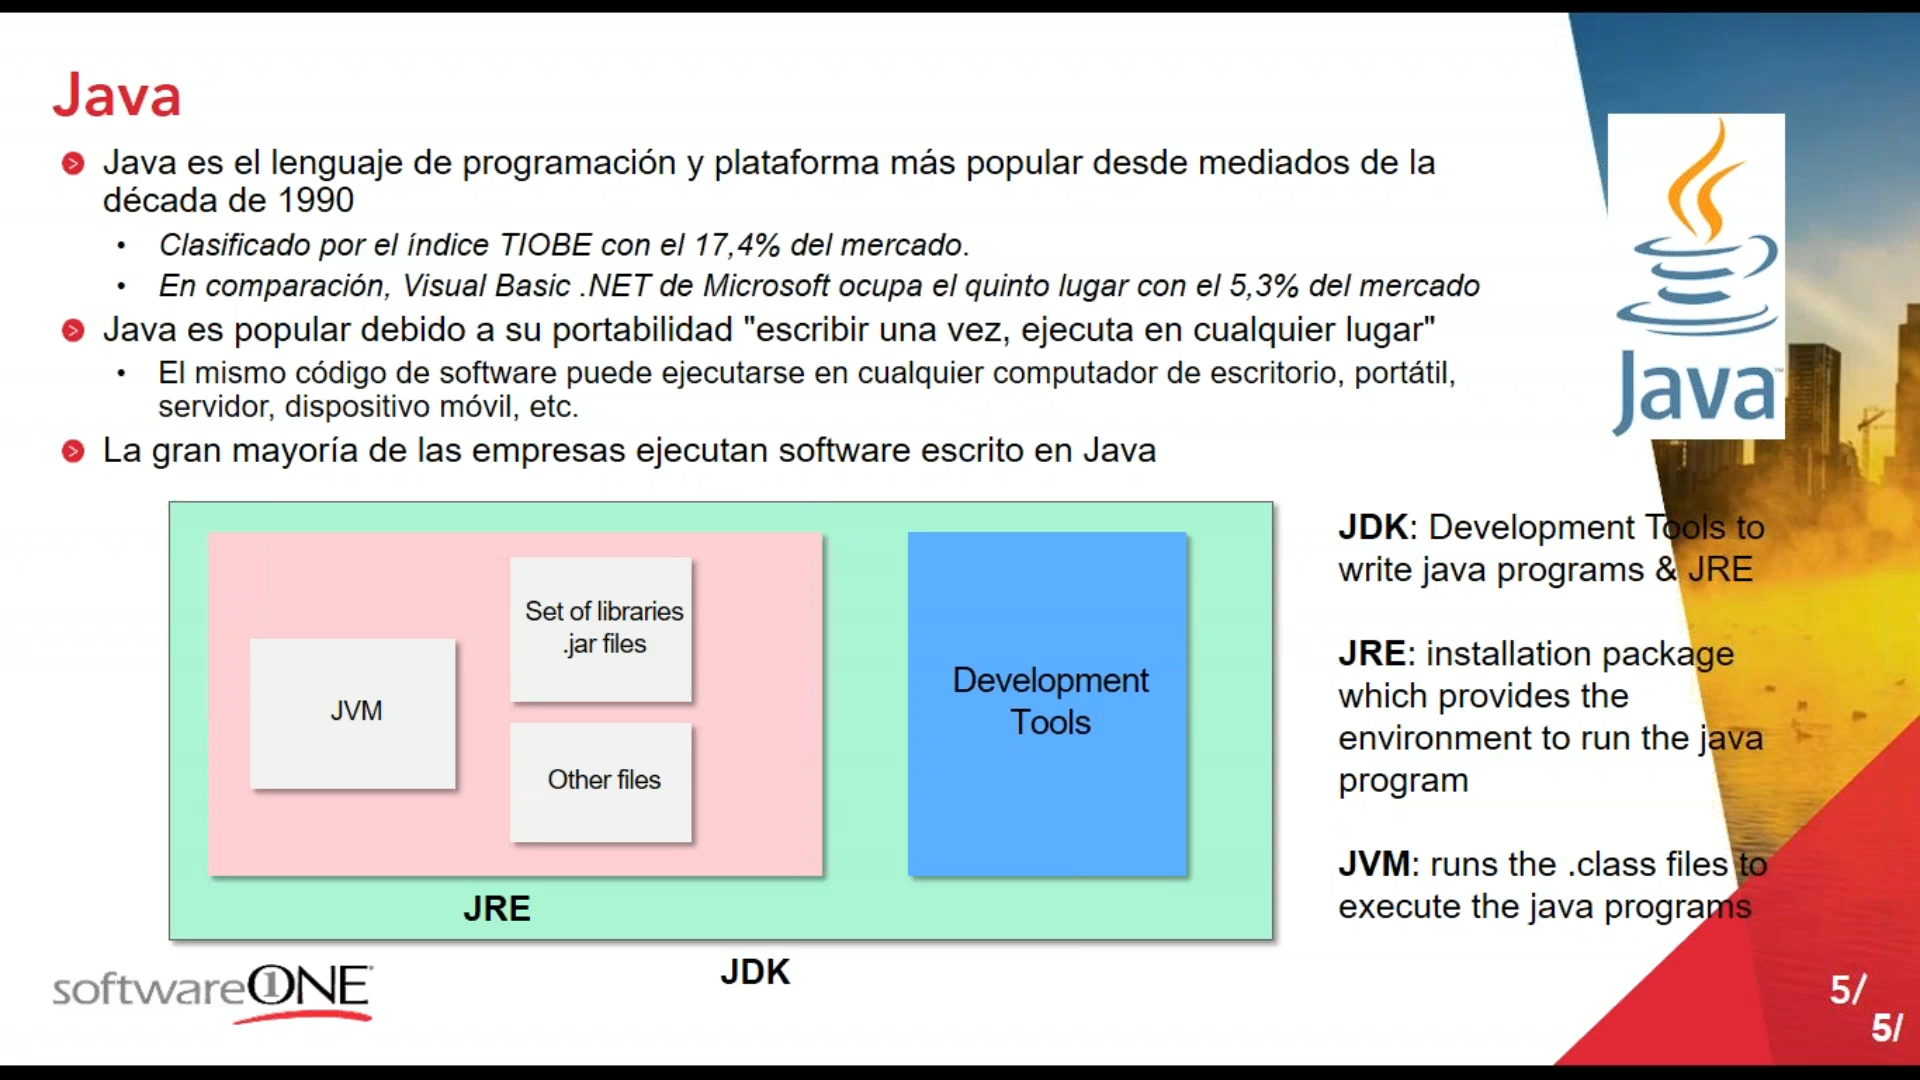 Java
Java es el lenguaje de programación y plataforma más popular desde mediados de la
década de 1990
Clasificado por el índice TIOBE con el 17,4% del mercado.
En comparación, Visual Basic .NET de Microsoft ocupa el quinto lugar con el 5,3% del mercado
Java es popular debido a su portabilidad "escribir una vez, ejecuta en cualquier lugar"
El mismo código de software puede ejecutarse en cualquier computador de escritorio, portátil,
servidor, dispositivo móvil, etc.
La gran mayoría de las empresas ejecutan software escrito en Java
Java™
JVM
Set of libraries
.jar files
Other files
JRE
Development
Tools
JDK
JDK: Development Tools to
write java programs & JRE
JRE: installation package
which provides the
environment to run the java
program
JVM: runs the .class files to
execute the java programs
softwareONE
5/
5/